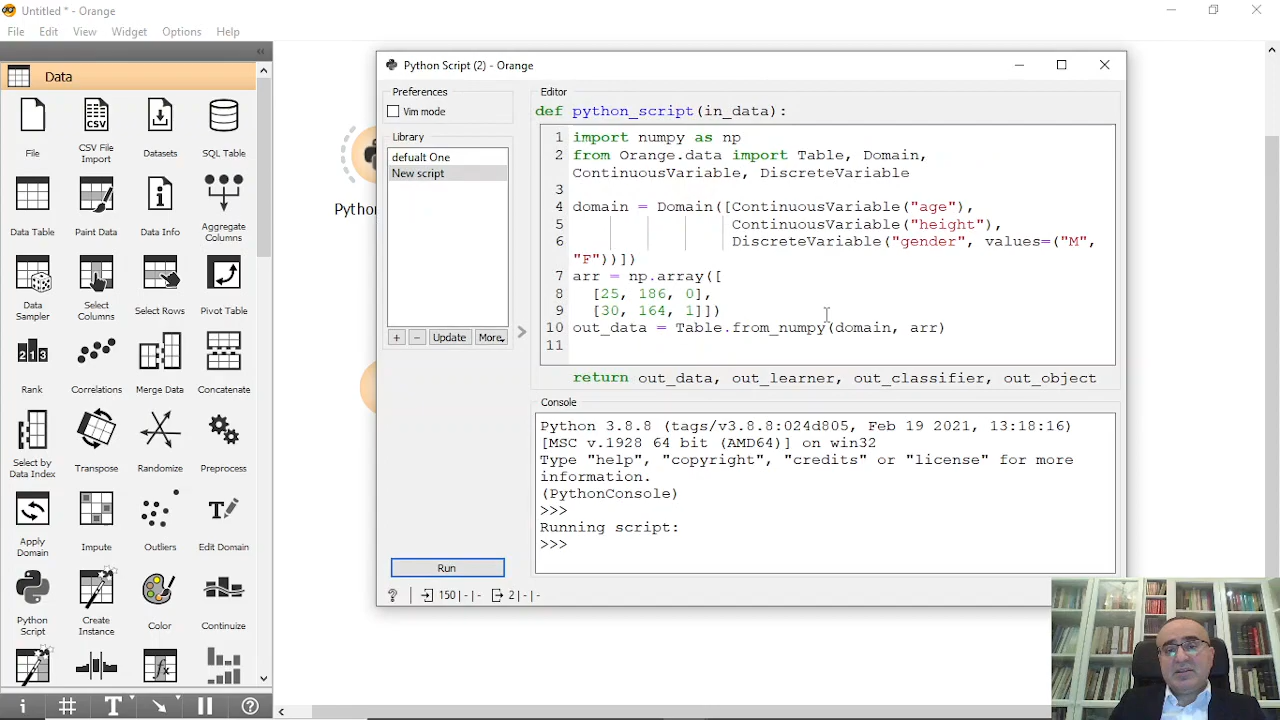 Untitled * - Orange
File Edit View Widget Options Help
Data
File
CSV File Import
Datasets
SQL Table
Data Table
Paint Data
Data Info
Aggregate Columns
Data Sampler
Select Columns
Select Rows
Pivot Table
Rank
Correlations
Merge Data
Concatenate
Select by Data Index
Transpose
Randomize
Preprocess
Apply Domain
Impute
Outliers
Edit Domain
Python Script
Create Instance
Color
Continuize
Python
Python Script (2) - Orange
Preferences
Vim mode
Library
defualt One
New script
+ − Update More
Run
150|-|- 2|-|-
Editor
def python_script(in_data):
1 import numpy as np
2 from Orange.data import Table, Domain,
ContinuousVariable, DiscreteVariable
3
4 domain = Domain([ContinuousVariable("age"),
5 ContinuousVariable("height"),
6 DiscreteVariable("gender", values=("M",
"F"))])
7 arr = np.array([
8 [25, 186, 0],
9 [30, 164, 1]])
10 out_data = Table.from_numpy(domain, arr)
11
return out_data, out_learner, out_classifier, out_object
Console
Python 3.8.8 (tags/v3.8.8:024d805, Feb 19 2021, 13:18:16)
[MSC v.1928 64 bit (AMD64)] on win32
Type "help", "copyright", "credits" or "license" for more
information.
(PythonConsole)
>>>
Running script:
>>>